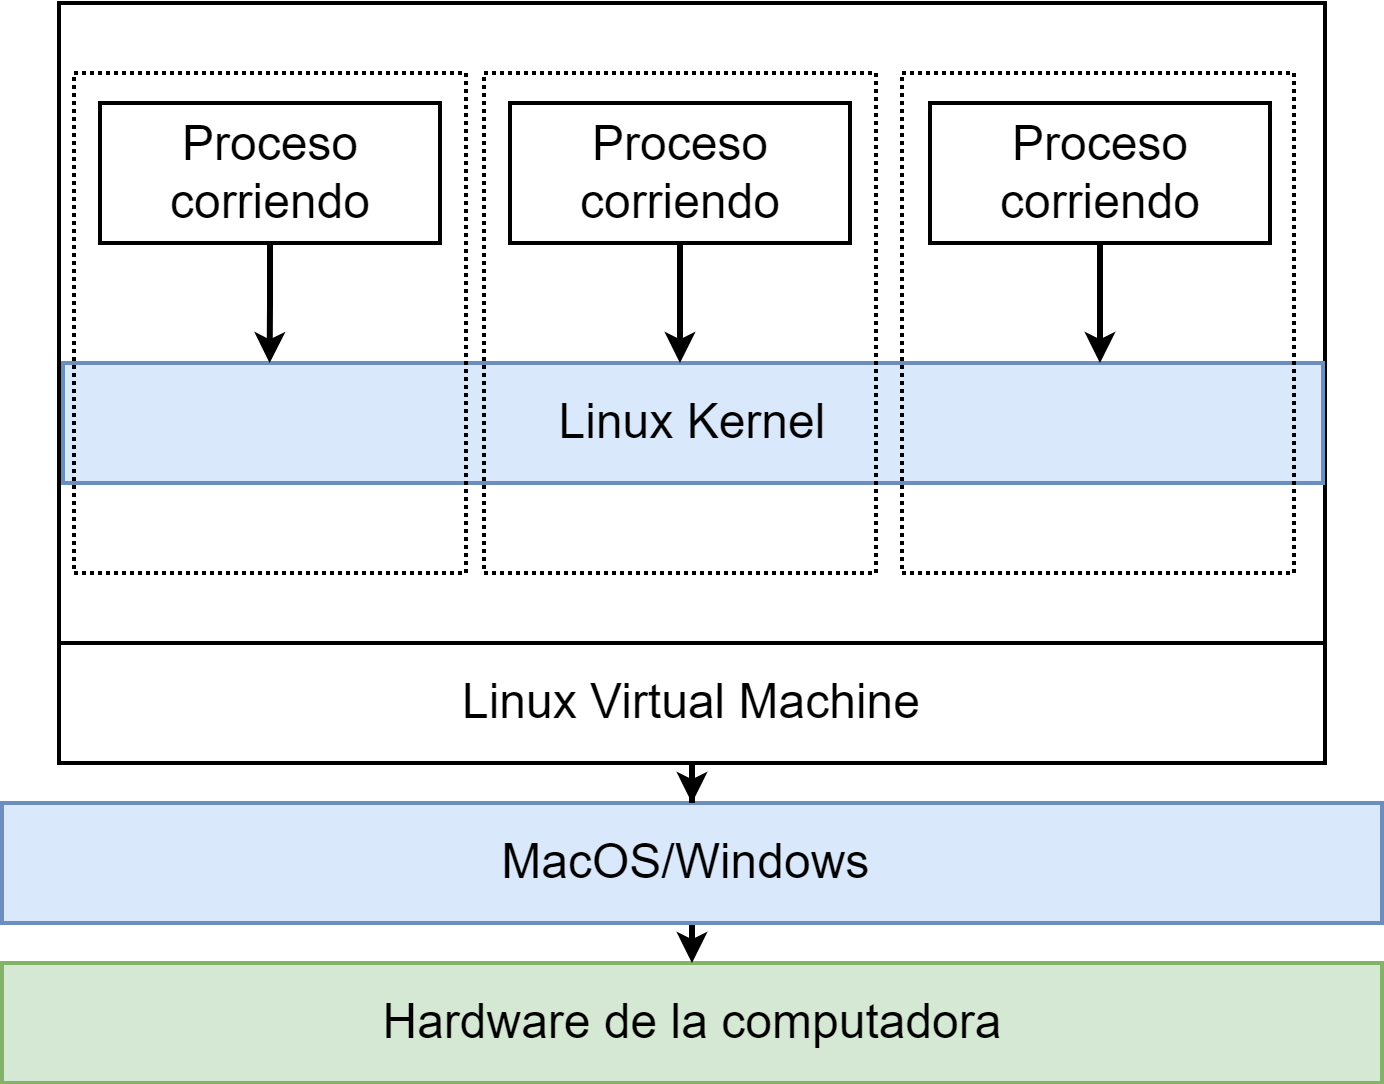 Proceso
corriendo
Proceso
corriendo
Proceso
corriendo
Linux Kernel
Linux Virtual Machine
MacOS/Windows
Hardware de la computadora